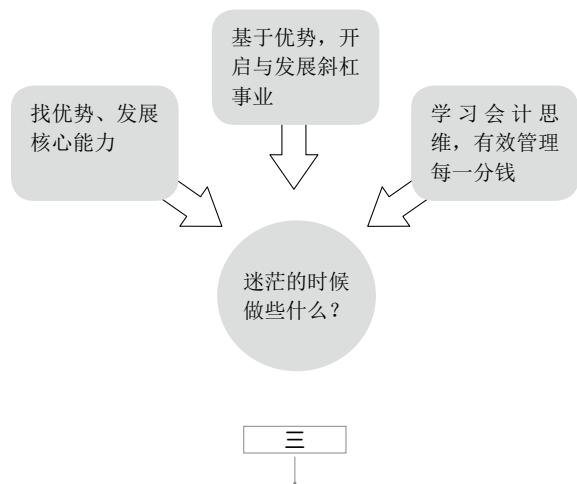 找优势、发展
核心能力
基于优势，开
启与发展斜杠
事业
学习会计思
维，有效管理
每一分钱
迷茫的时候
做些什么？
三